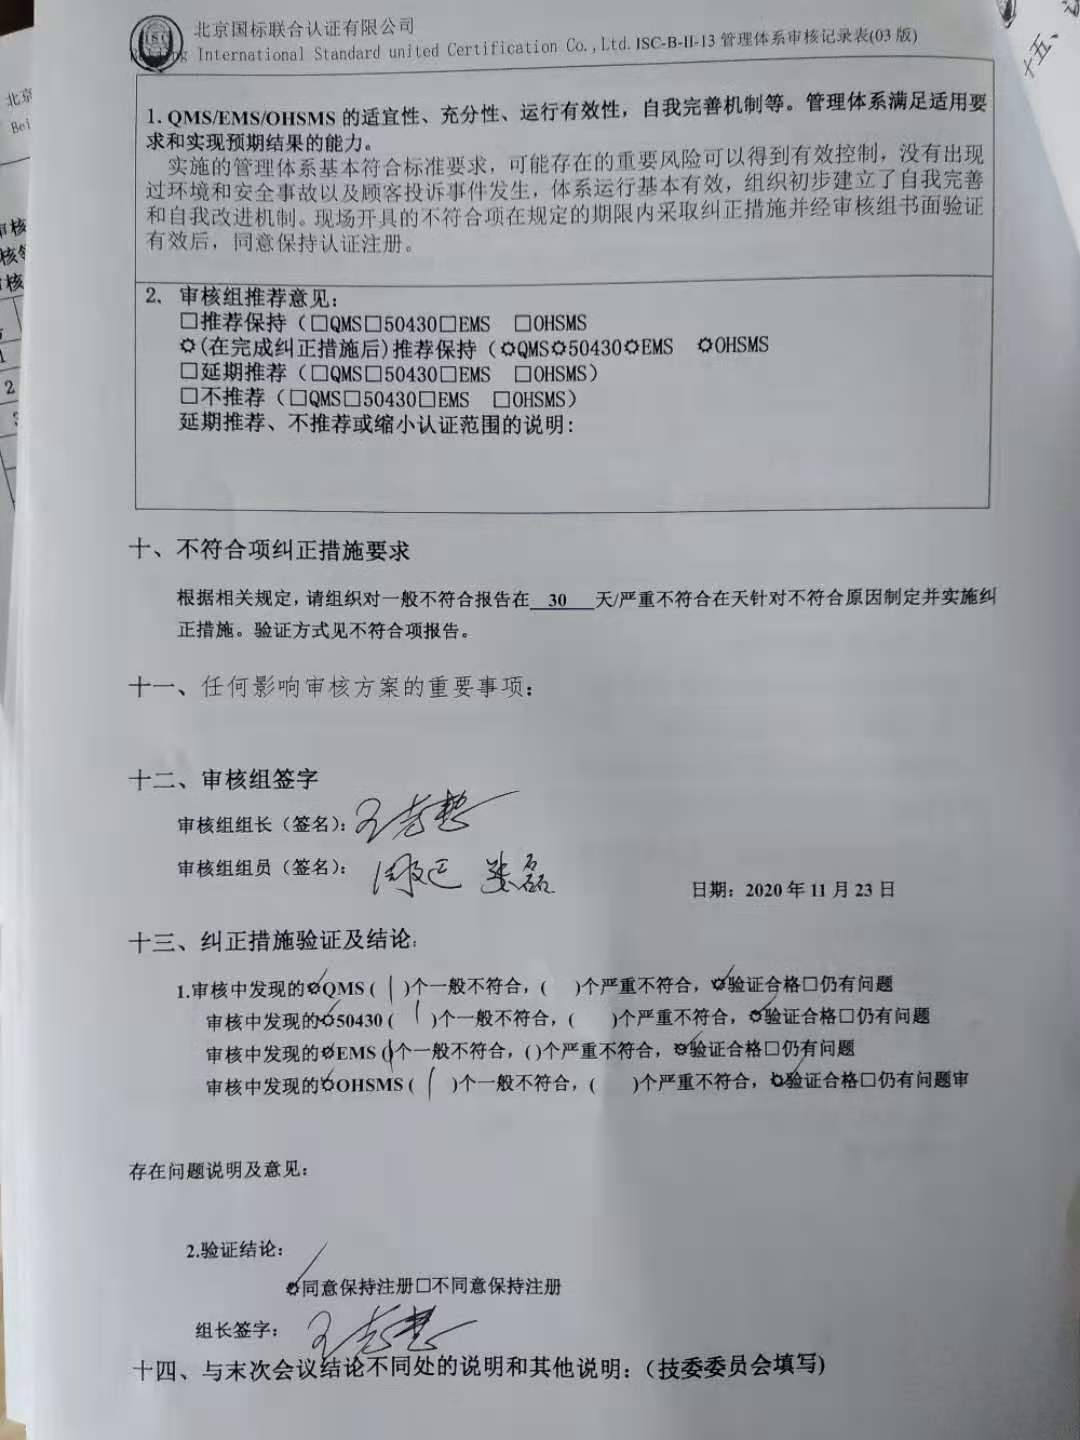 北京国标联合认证有限公司
International Standard united Certification Co.,Ltd. ISC-B-II-13 管理体系审核记录表(03版)
1. QMS/EMS/OHSMS 的适宜性、充分性、运行有效性，自我完善机制等。管理体系满足适用要
求和实现预期结果的能力。
实施的管理体系基本符合标准要求，可能存在的重要风险可以得到有效控制，没有出现
过环境和安全事故以及顾客投诉事件发生，体系运行基本有效，组织初步建立了自我完善
和自我改进机制。现场开具的不符合项在规定的期限内采取纠正措施并经审核组书面验证
有效后，同意保持认证注册。
2、审核组推荐意见：
□推荐保持（□QMS□50430□EMS □OHSMS
✡(在完成纠正措施后)推荐保持（✡QMS✡50430✡EMS ✡OHSMS
□延期推荐（□QMS□50430□EMS □OHSMS）
□不推荐（□QMS□50430□EMS □OHSMS）
延期推荐、不推荐或缩小认证范围的说明：
十、不符合项纠正措施要求
根据相关规定，请组织对一般不符合报告在 30 天/严重不符合在天针对不符合原因制定并实施纠
正措施。验证方式见不符合项报告。
十一、任何影响审核方案的重要事项：
十二、审核组签字
审核组组长（签名）：
审核组组员（签名）：
日期：2020 年 11 月 23 日
十三、纠正措施验证及结论：
1.审核中发现的✡QMS ( | )个一般不符合，( )个严重不符合，✡验证合格□仍有问题
审核中发现的✡50430 ( | )个一般不符合，( )个严重不符合，✡验证合格□仍有问题
审核中发现的✡EMS (|)个一般不符合，( )个严重不符合，✡验证合格□仍有问题
审核中发现的✡OHSMS ( | )个一般不符合，( )个严重不符合，✡验证合格□仍有问题审
存在问题说明及意见：
2.验证结论：
✡同意保持注册□不同意保持注册
组长签字：
十四、与末次会议结论不同处的说明和其他说明：（技委委员会填写）
十五、